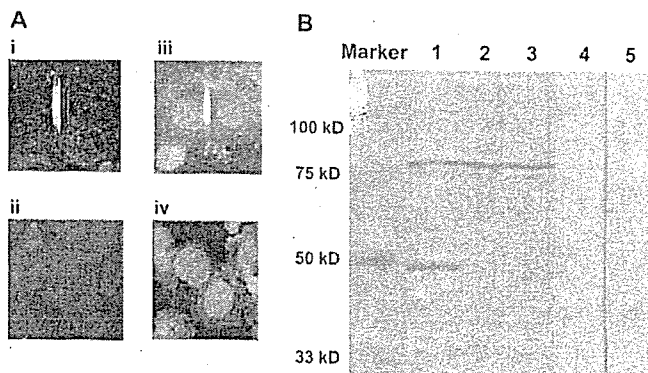 A
i
iii
ii
iv
B
Marker 1 2 3 4 5
100 kD
75 kD
50 kD
33 kD